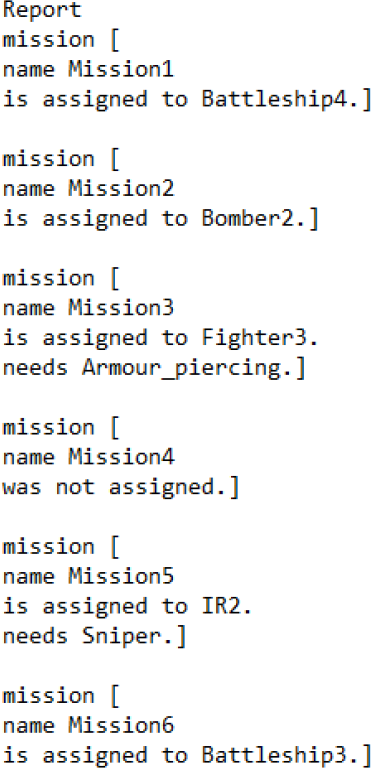 Report
mission [
name Mission1
is assigned to Battleship4.]
mission [
name Mission2
is assigned to Bomber2.]
mission [
name Mission3
is assigned to Fighter3.
needs Armour_piercing.]
mission [
name Mission4
was not assigned.]
mission [
name Mission5
is assigned to IR2.
needs Sniper.]
mission [
name Mission6
is assigned to Battleship3.]